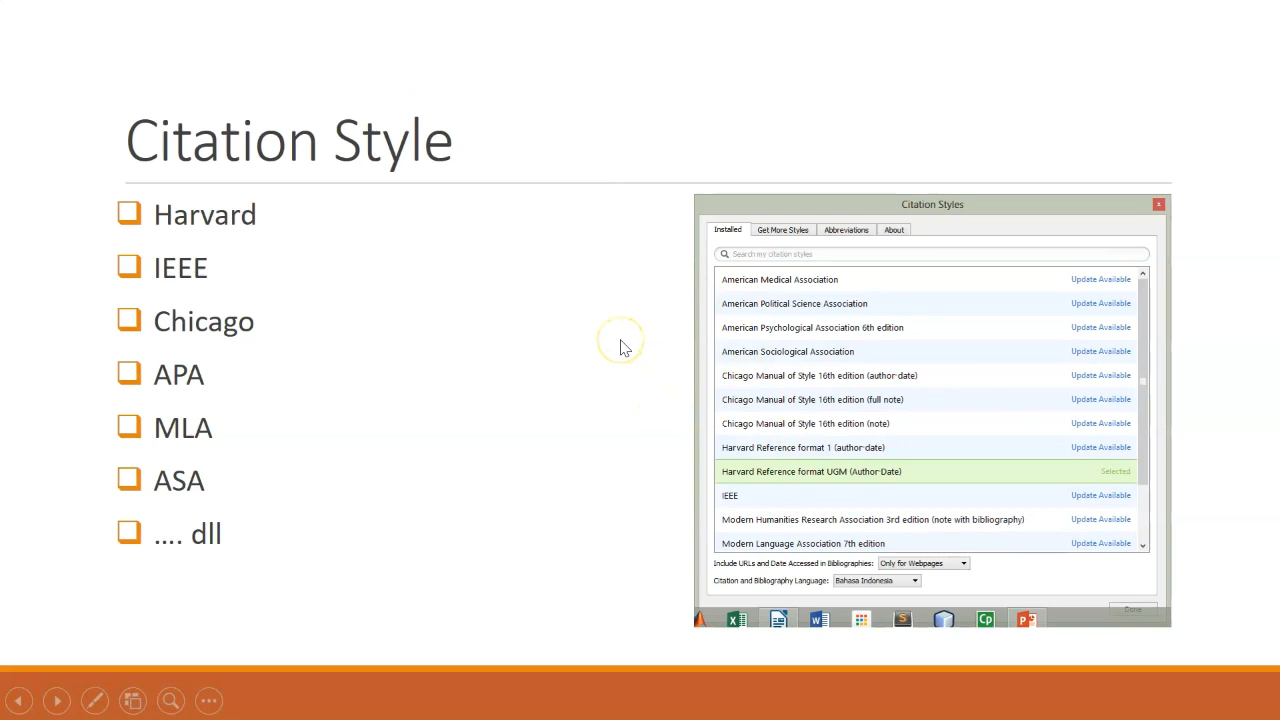 Citation Style
Harvard
IEEE
Chicago
APA
MLA
ASA
.... dll
Citation Styles
x
Installed
Get More Styles
Abbreviations
About
Search my citation styles
American Medical Association Update Available
American Political Science Association Update Available
American Psychological Association 6th edition Update Available
American Sociological Association Update Available
Chicago Manual of Style 16th edition (author-date) Update Available
Chicago Manual of Style 16th edition (full note) Update Available
Chicago Manual of Style 16th edition (note) Update Available
Harvard Reference format 1 (author-date) Update Available
Harvard Reference format UGM (Author-Date) Selected
IEEE Update Available
Modern Humanities Research Association 3rd edition (note with bibliography) Update Available
Modern Language Association 7th edition Update Available
Include URLs and Date Accessed in Bibliographies: Only for Webpages
Citation and Bibliography Language: Bahasa Indonesia
Done